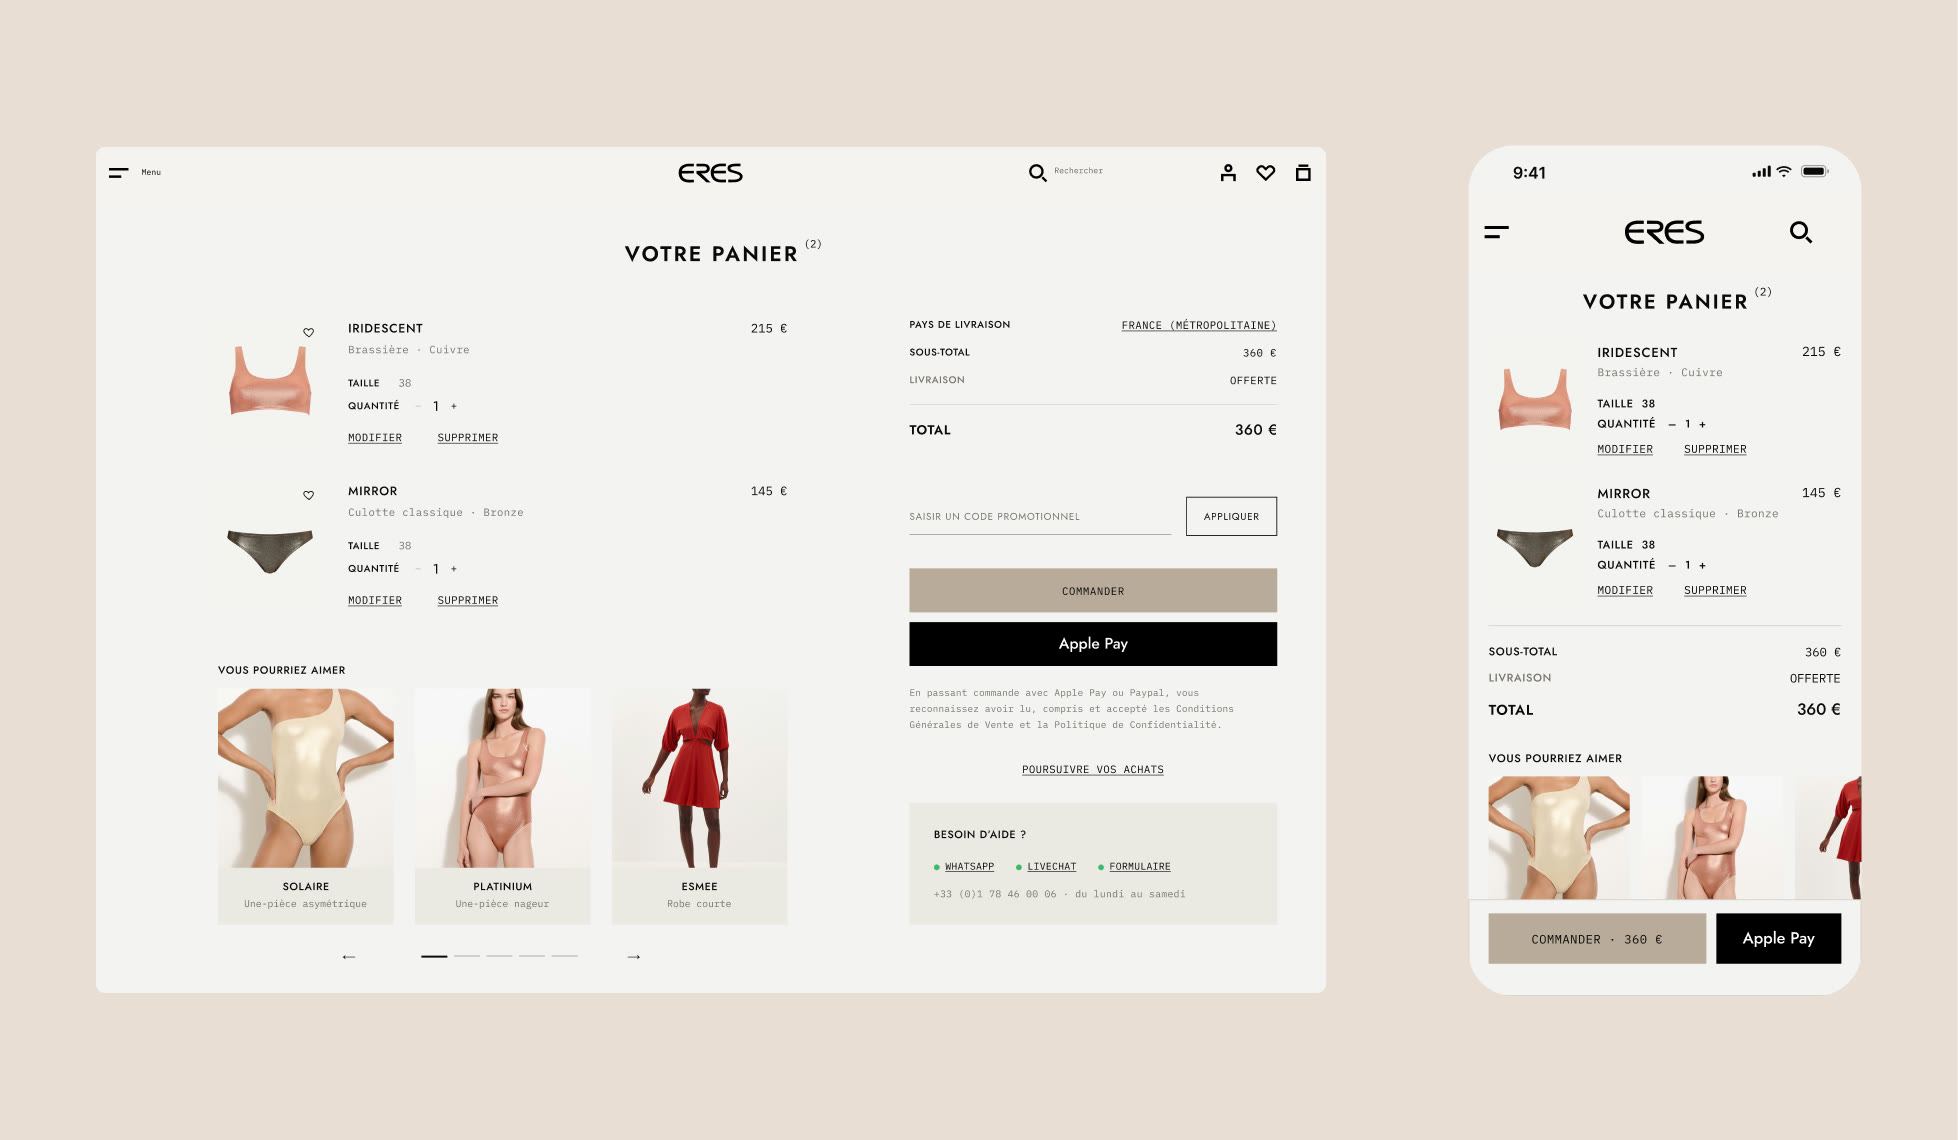 Menu
ERES
Rechercher
VOTRE PANIER (2)
IRIDESCENT
215 €
Brassière · Cuivre
TAILLE 38
QUANTITÉ – 1 +
MODIFIER SUPPRIMER
MIRROR
145 €
Culotte classique · Bronze
TAILLE 38
QUANTITÉ – 1 +
MODIFIER SUPPRIMER
VOUS POURRIEZ AIMER
SOLAIRE
Une-pièce asymétrique
PLATINIUM
Une-pièce nageur
ESMEE
Robe courte
← →
PAYS DE LIVRAISON FRANCE (MÉTROPOLITAINE)
SOUS-TOTAL 360 €
LIVRAISON OFFERTE
TOTAL 360 €
SAISIR UN CODE PROMOTIONNEL
APPLIQUER
COMMANDER
Apple Pay
En passant commande avec Apple Pay ou Paypal, vous
reconnaissez avoir lu, compris et accepté les Conditions
Générales de Vente et la Politique de Confidentialité.
POURSUIVRE VOS ACHATS
BESOIN D'AIDE ?
WHATSAPP LIVECHAT FORMULAIRE
+33 (0)1 78 46 00 06 · du lundi au samedi
9:41
ERES
VOTRE PANIER (2)
IRIDESCENT 215 €
Brassière · Cuivre
TAILLE 38
QUANTITÉ – 1 +
MODIFIER SUPPRIMER
MIRROR 145 €
Culotte classique · Bronze
TAILLE 38
QUANTITÉ – 1 +
MODIFIER SUPPRIMER
SOUS-TOTAL 360 €
LIVRAISON OFFERTE
TOTAL 360 €
VOUS POURRIEZ AIMER
COMMANDER · 360 €
Apple Pay